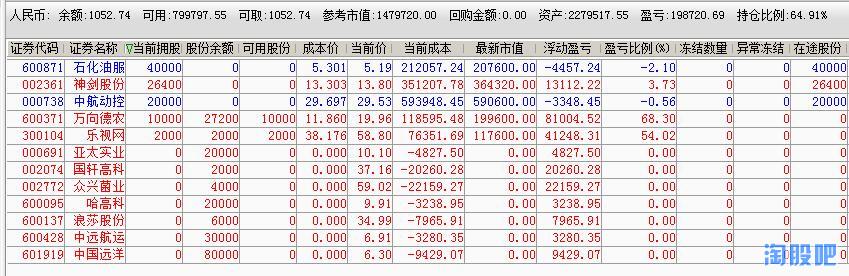 人民币: 余额:1052.74 可用:799797.55 可取:1052.74 参考市值:1479720.00 回购金额:0.00 资产:2279517.55 盈亏:198720.69 持仓比例:64.91%
证券代码 证券名称 当前拥股 股份余额 可用股份 成本价 当前价 当前成本 最新市值 浮动盈亏 盈亏比例(%) 冻结数量 异常冻结 在途股份
600871 石化油服 40000 0 0 5.301 5.19 212057.24 207600.00 -4457.24 -2.10 0 0 40000
002361 神剑股份 26400 0 0 13.303 13.80 351207.78 364320.00 13112.22 3.73 0 0 26400
000738 中航动控 20000 0 0 29.697 29.53 593948.45 590600.00 -3348.45 -0.56 0 0 20000
600371 万向德农 10000 27200 10000 11.860 19.96 118595.48 199600.00 81004.52 68.30 0 0 0
300104 乐视网 2000 2000 2000 38.176 58.80 76351.69 117600.00 41248.31 54.02 0 0 0
000691 亚太实业 0 20000 0 0.000 10.10 -4827.50 0.00 4827.50 0.00 0 0 0
002074 国轩高科 0 2000 0 0.000 37.16 -20260.28 0.00 20260.28 0.00 0 0 0
002772 众兴菌业 0 4000 0 0.000 59.02 -22159.27 0.00 22159.27 0.00 0 0 0
600095 哈高科 0 20000 0 0.000 9.91 -3238.95 0.00 3238.95 0.00 0 0 0
600137 浪莎股份 0 6000 0 0.000 34.99 -7965.91 0.00 7965.91 0.00 0 0 0
600428 中远航运 0 30000 0 0.000 6.91 -3280.35 0.00 3280.35 0.00 0 0 0
601919 中国远洋 0 80000 0 0.000 6.30 -9429.07 0.00 9429.07 0.00 0 0 0
淘股吧